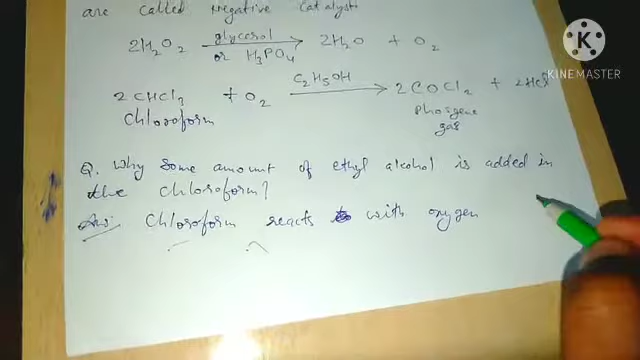 are called Negative Catalyst
2H₂O₂ glycerol or H₃PO₄ → 2H₂O + O₂
2CHCl₃ + O₂ C₂H₅OH → 2COCl₂ + 2HCl
Chloroform
Phosgene
gas
Q. Why some amount of ethyl alcohol is added in
the chloroform?
Ans: Chloroform reacts with oxygen
K
KINEMASTER